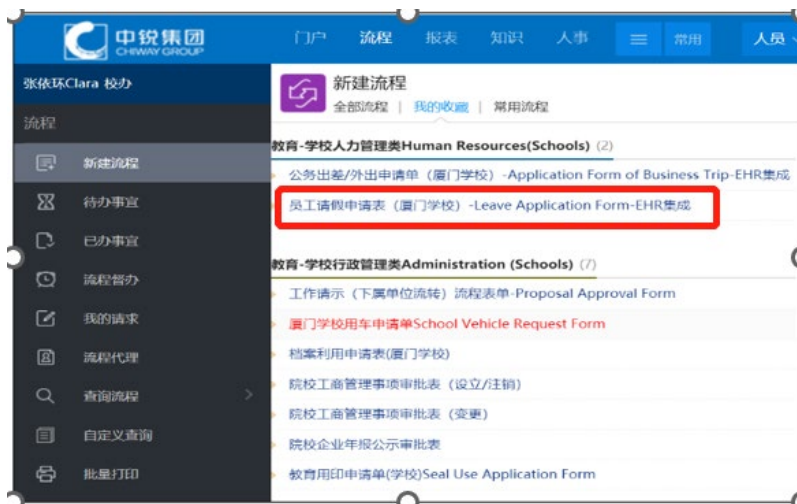 中锐集团
CHIWAY GROUP
门户 流程 报表 知识 人事 常用 人员
张依环Clara 校办
流程
新建流程
待办事宜
已办事宜
流程督办
我的请求
流程代理
查询流程
自定义查询
批量打印
新建流程
全部流程 | 我的收藏 | 常用流程
教育-学校人力管理类Human Resources(Schools) (2)
公务出差/外出申请单（厦门学校）-Application Form of Business Trip-EHR集成
员工请假申请表（厦门学校）-Leave Application Form-EHR集成
教育-学校行政管理类Administration (Schools) (7)
工作请示（下属单位流转）流程表单-Proposal Approval Form
厦门学校用车申请单School Vehicle Request Form
档案利用申请表(厦门学校)
院校工商管理事项审批表（设立/注销）
院校工商管理事项审批表（变更）
院校企业年报公示审批表
教育用印申请单(学校)Seal Use Application Form